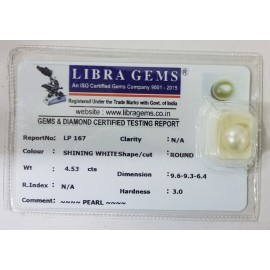 LIBRA GEMS®
An ISO Certified Gems Company 9001 - 2015
Registered Under the Trade Mark with Govt. of India
website : www.libragems.co.in
GEMS & DIAMOND CERTIFIED TESTING REPORT
ReportNo: LP 167 Clarity N/A
Colour SHINING WHITE Shape/cut ROUND
Wt 4.53 cts Dimension 9.6-9.3-6.4
R.Index N/A Hardness 3.0
Comment ~~~~ PEARL ~~~~